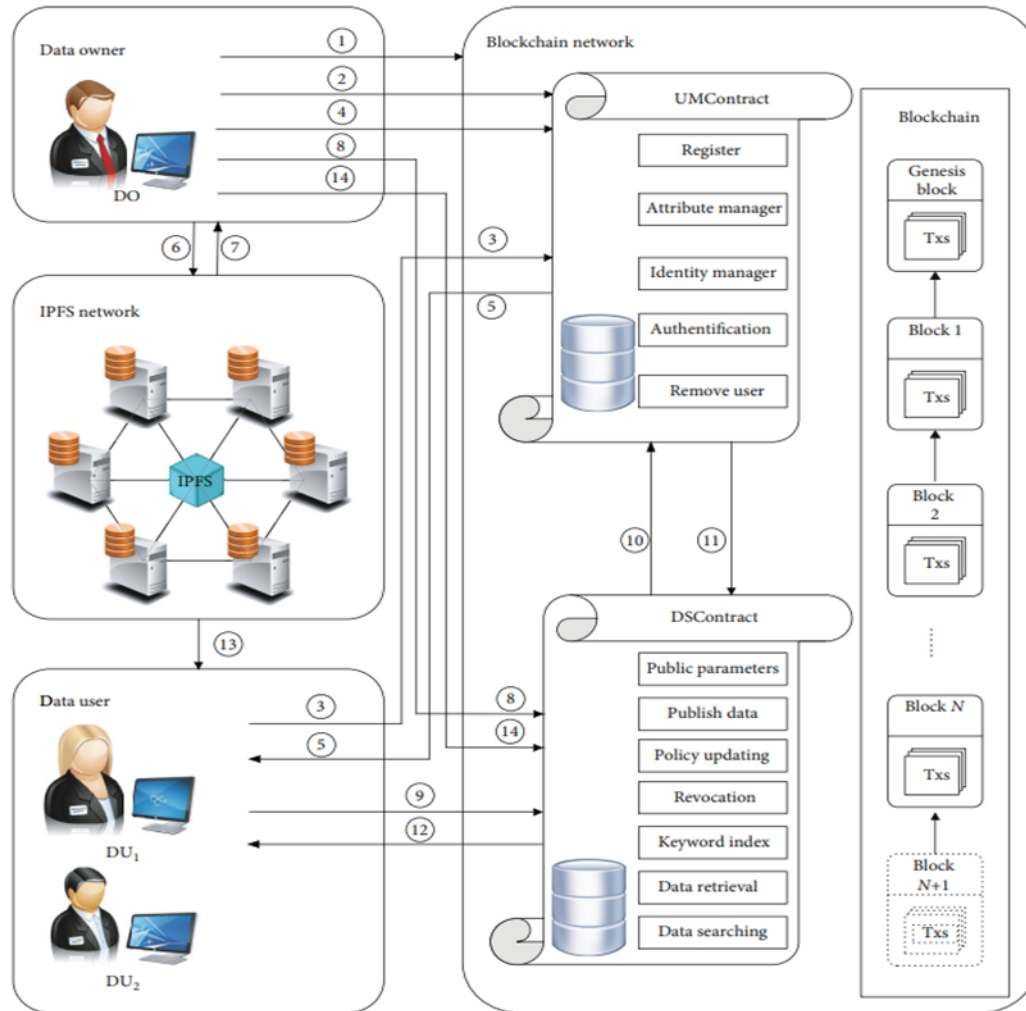 Data owner
DO
1
2
4
8
14
6
7
IPFS network
IPFS
13
Data user
DU₁
DU₂
3
5
9
12
3
5
8
14
Blockchain network
UMContract
Register
Attribute manager
Identity manager
Authentification
Remove user
10
11
DSContract
Public parameters
Publish data
Policy updating
Revocation
Keyword index
Data retrieval
Data searching
Blockchain
Genesis
block
Txs
Block 1
Txs
Block
2
Txs
Block N
Txs
Block
N+1
Txs